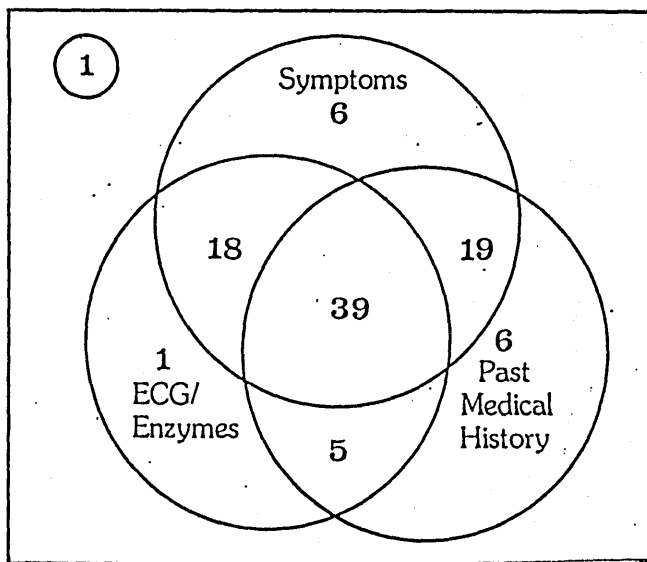 1
Symptoms
6
18
19
39
1
ECG/
Enzymes
6
Past
Medical
History
5